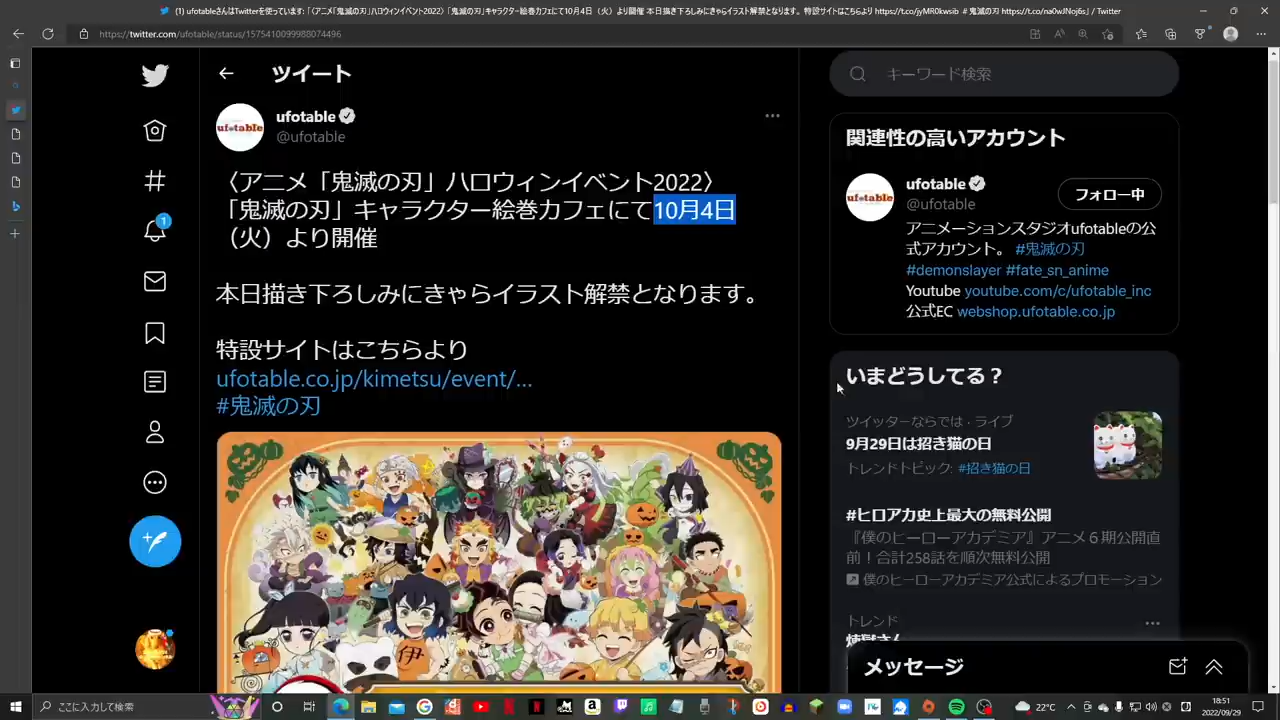 (1) ufotableさんはTwitterを使っています: 「〈アニメ「鬼滅の刃」ハロウィンイベント2022〉「鬼滅の刃」キャラクター絵巻カフェにて10月4日（火）より開催 本日描き下ろしみにきゃらイラスト解禁となります。特設サイトはこちらより https://t.co/jyMR0kwsib #鬼滅の刃 https://t.co/na0wJNoj6s」 / Twitter
https://twitter.com/ufotable/status/1575410099988074496
ツイート
ufotable
@ufotable
〈アニメ「鬼滅の刃」ハロウィンイベント2022〉
「鬼滅の刃」キャラクター絵巻カフェにて10月4日
（火）より開催
本日描き下ろしみにきゃらイラスト解禁となります。
特設サイトはこちらより
ufotable.co.jp/kimetsu/event/…
#鬼滅の刃
キーワード検索
関連性の高いアカウント
ufotable
@ufotable
フォロー中
アニメーションスタジオufotableの公
式アカウント。 #鬼滅の刃
#demonslayer #fate_sn_anime
Youtube youtube.com/c/ufotable_inc
公式EC webshop.ufotable.co.jp
いまどうしてる？
ツイッターならでは · ライブ
9月29日は招き猫の日
トレンドトピック: #招き猫の日
#ヒロアカ史上最大の無料公開
『僕のヒーローアカデミア』アニメ６期公開直
前！合計258話を順次無料公開
僕のヒーローアカデミア公式によるプロモーション
トレンド
煉獄さん
メッセージ
ここに入力して検索
22℃
18:51
2022/09/29